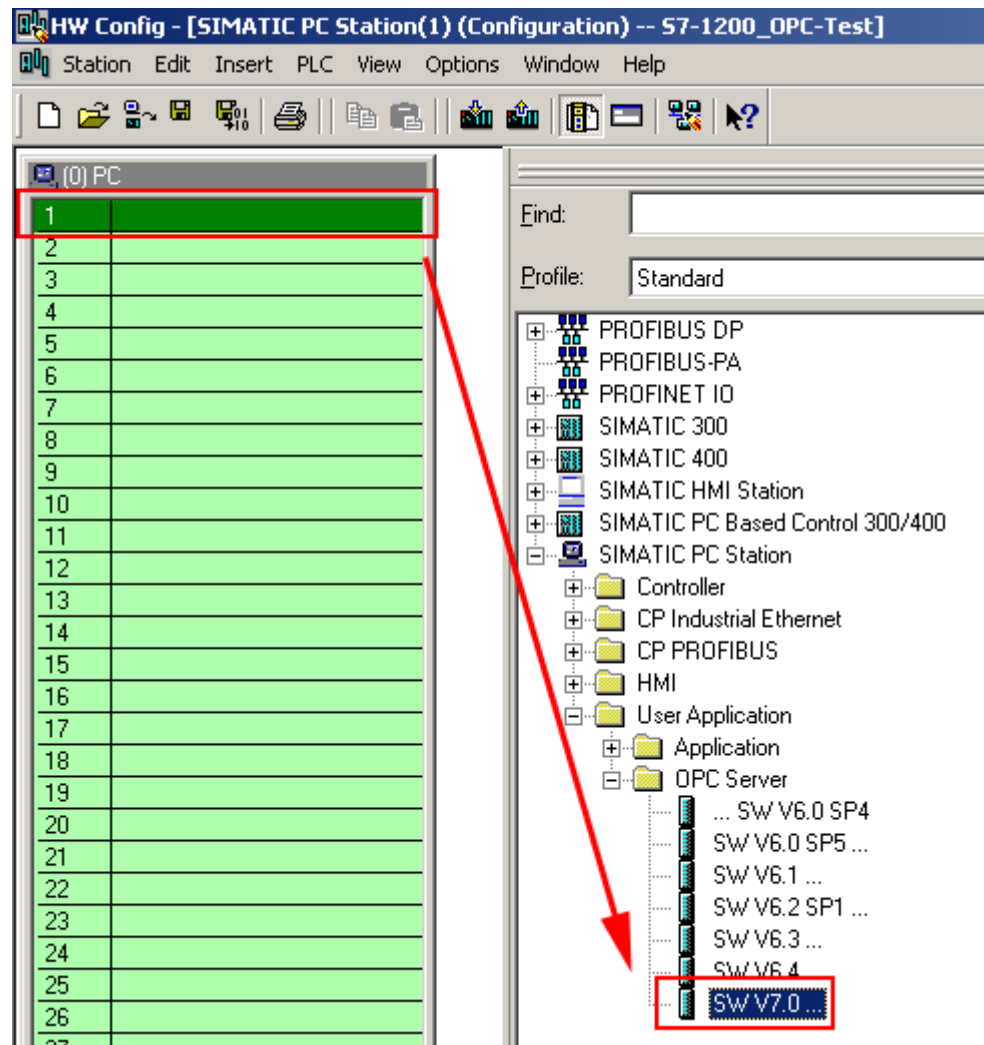 HW Config - [SIMATIC PC Station(1) (Configuration) -- S7-1200_OPC-Test]
Station Edit Insert PLC View Options Window Help
(0) PC
1
2
3
4
5
6
7
8
9
10
11
12
13
14
15
16
17
18
19
20
21
22
23
24
25
26
27
Find:
Profile: Standard
PROFIBUS DP
PROFIBUS-PA
PROFINET IO
SIMATIC 300
SIMATIC 400
SIMATIC HMI Station
SIMATIC PC Based Control 300/400
SIMATIC PC Station
Controller
CP Industrial Ethernet
CP PROFIBUS
HMI
User Application
Application
OPC Server
... SW V6.0 SP4
SW V6.0 SP5 ...
SW V6.1 ...
SW V6.2 SP1 ...
SW V6.3 ...
SW V6.4
SW V7.0 ...